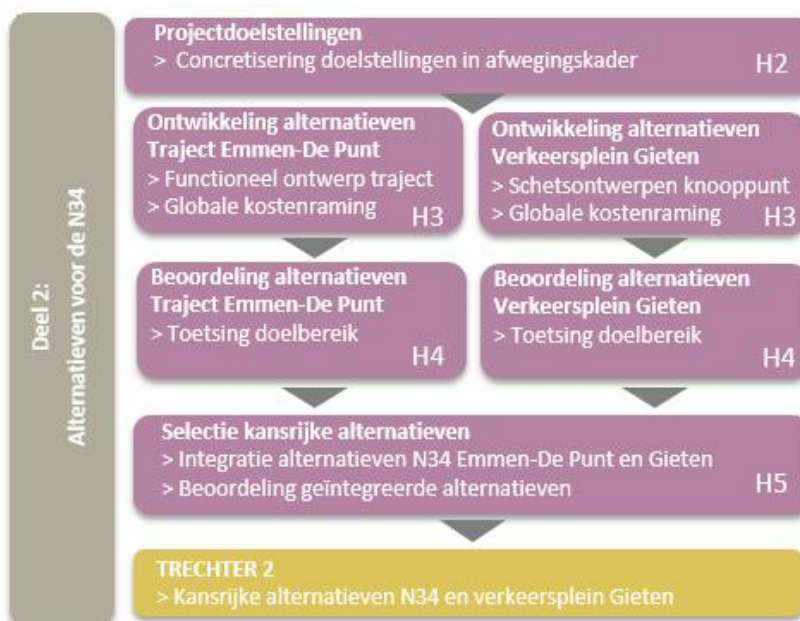 Deel 2:
Alternatieven voor de N34
Projectdoelstellingen
> Concretisering doelstellingen in afwegingskader
H2
Ontwikkeling alternatieven
Traject Emmen-De Punt
> Functioneel ontwerp traject
> Globale kostenraming
H3
Ontwikkeling alternatieven
Verkeersplein Gieten
> Schetsontwerpen knooppunt
> Globale kostenraming
H3
Beoordeling alternatieven
Traject Emmen-De Punt
> Toetsing doelbereik
H4
Beoordeling alternatieven
Verkeersplein Gieten
> Toetsing doelbereik
H4
Selectie kansrijke alternatieven
> Integratie alternatieven N34 Emmen-De Punt en Gieten
> Beoordeling geïntegreerde alternatieven
H5
TRECHTER 2
> Kansrijke alternatieven N34 en verkeersplein Gieten